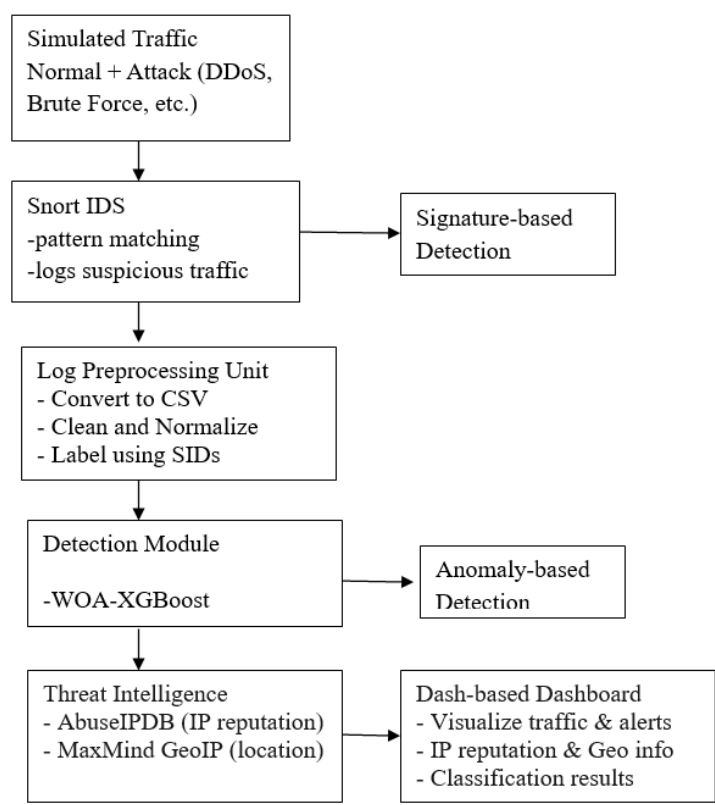 Simulated Traffic
Normal + Attack (DDoS,
Brute Force, etc.)
Snort IDS
-pattern matching
-logs suspicious traffic
Signature-based
Detection
Log Preprocessing Unit
- Convert to CSV
- Clean and Normalize
- Label using SIDs
Detection Module
-WOA-XGBoost
Anomaly-based
Detection
Threat Intelligence
- AbuseIPDB (IP reputation)
- MaxMind GeoIP (location)
Dash-based Dashboard
- Visualize traffic & alerts
- IP reputation & Geo info
- Classification results